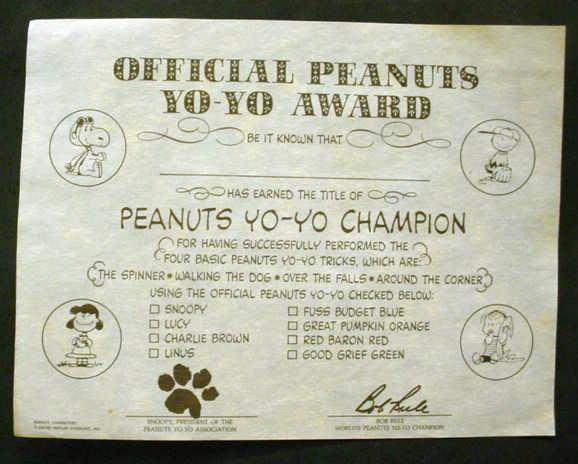 OFFICIAL PEANUTS
YO-YO AWARD
BE IT KNOWN THAT
HAS EARNED THE TITLE OF
PEANUTS YO-YO CHAMPION
FOR HAVING SUCCESSFULLY PERFORMED THE
FOUR BASIC PEANUTS YO-YO TRICKS, WHICH ARE:
THE SPINNER * WALKING THE DOG * OVER THE FALLS * AROUND THE CORNER
USING THE OFFICIAL PEANUTS YO-YO CHECKED BELOW:
SNOOPY
LUCY
CHARLIE BROWN
LINUS
FUSS BUDGET BLUE
GREAT PUMPKIN ORANGE
RED BARON RED
GOOD GRIEF GREEN
SNOOPY, PRESIDENT OF THE
PEANUTS YO-YO ASSOCIATION
Bob Rule
BOB RULE
WORLD'S PEANUTS YO-YO CHAMPION
PEANUTS CHARACTERS